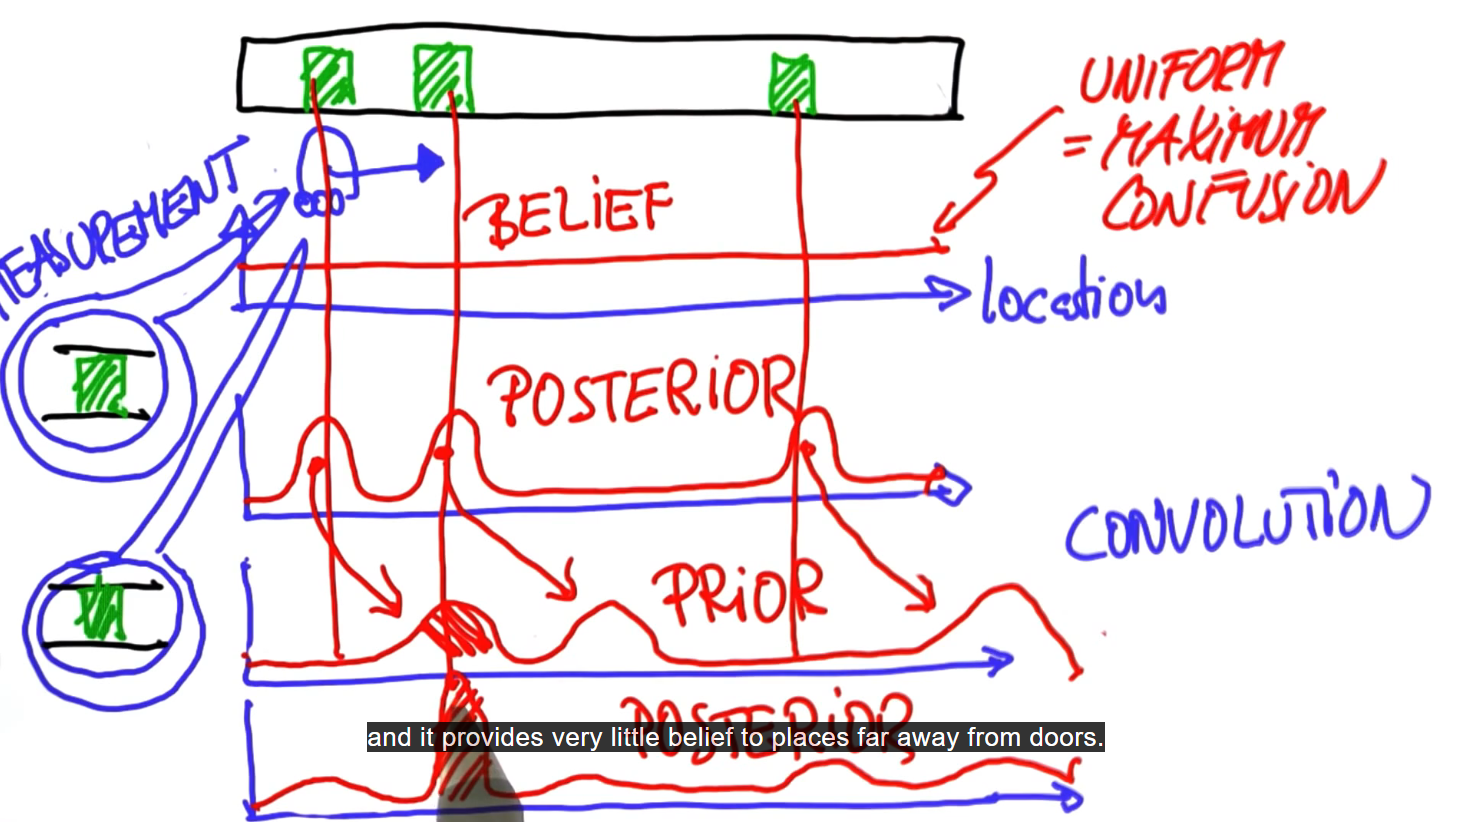 UNIFORM
= MAXIMUM
CONFUSION
MEASUREMENT
BELIEF
location
POSTERIOR
CONVOLUTION
PRIOR
POSTERIOR
and it provides very little belief to places far away from doors.